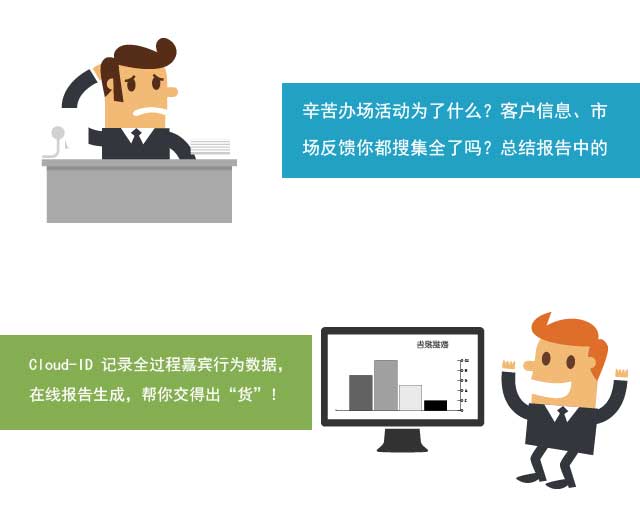 辛苦办场活动为了什么？客户信息、市
场反馈你都搜集全了吗？总结报告中的
Cloud-ID 记录全过程嘉宾行为数据，
在线报告生成，帮你交得出“货”！